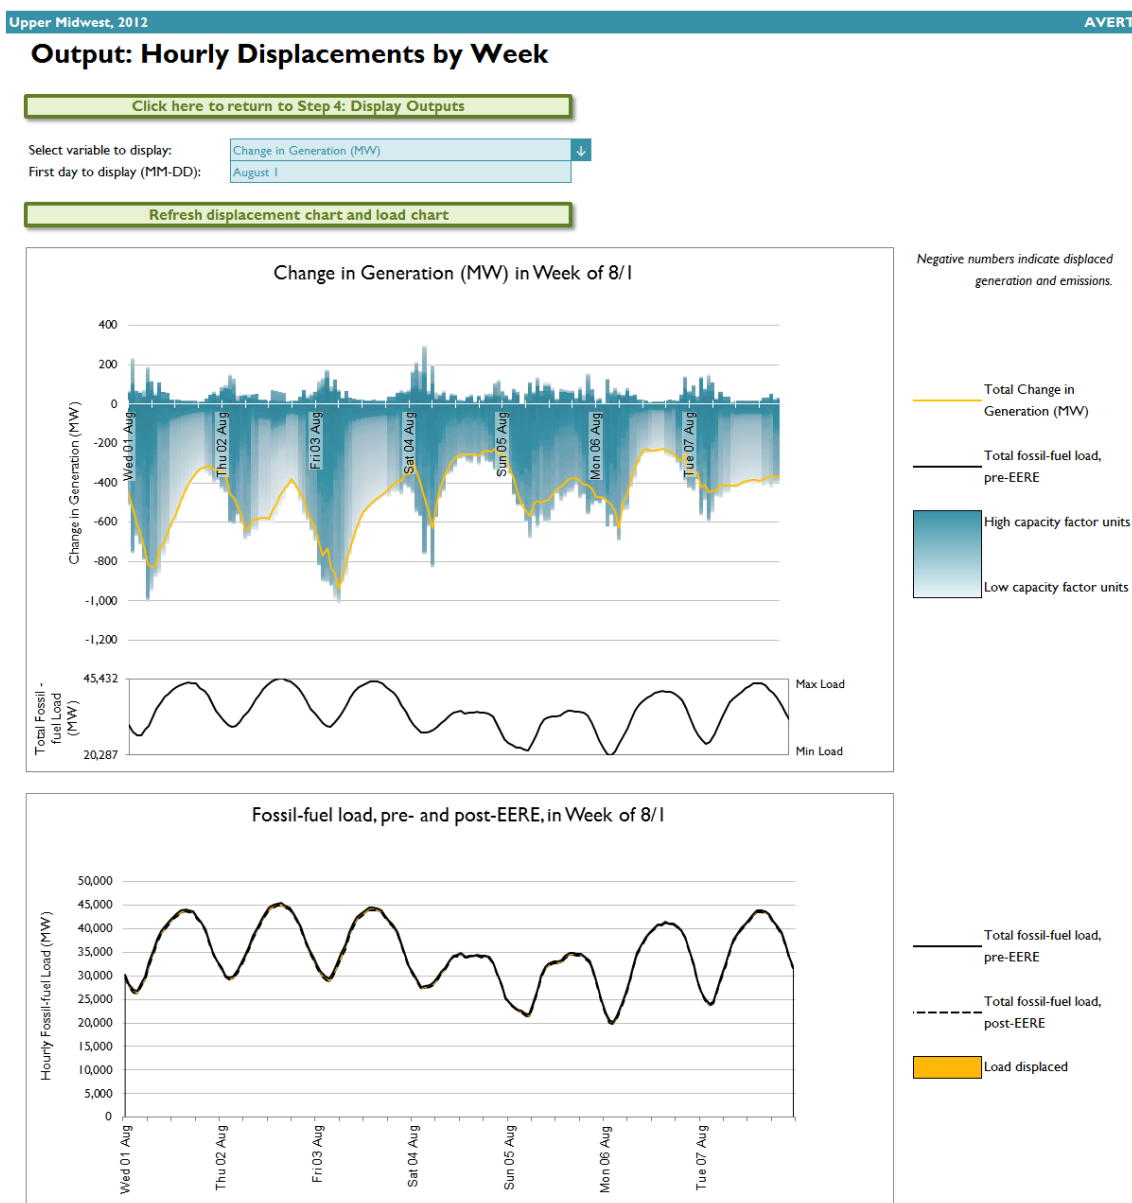 Upper Midwest, 2012
AVERT
Output: Hourly Displacements by Week
Click here to return to Step 4: Display Outputs
Select variable to display:
Change in Generation (MW)
First day to display (MM-DD):
August 1
Refresh displacement chart and load chart
Change in Generation (MW) in Week of 8/1
Negative numbers indicate displaced
generation and emissions.
400
200
0
-200
-400
-600
-800
-1,000
-1,200
Change in Generation (MW)
Wed 01 Aug
Thu 02 Aug
Fri 03 Aug
Sat 04 Aug
Sun 05 Aug
Mon 06 Aug
Tue 07 Aug
Total Change in
Generation (MW)
Total fossil-fuel load,
pre-EERE
High capacity factor units
Low capacity factor units
Total Fossil -
fuel Load
(MW)
45,432
20,287
Max Load
Min Load
Fossil-fuel load, pre- and post-EERE, in Week of 8/1
50,000
45,000
40,000
35,000
30,000
25,000
20,000
15,000
10,000
5,000
0
Hourly Fossil-fuel Load (MW)
Wed 01 Aug
Thu 02 Aug
Fri 03 Aug
Sat 04 Aug
Sun 05 Aug
Mon 06 Aug
Tue 07 Aug
Total fossil-fuel load,
pre-EERE
Total fossil-fuel load,
post-EERE
Load displaced